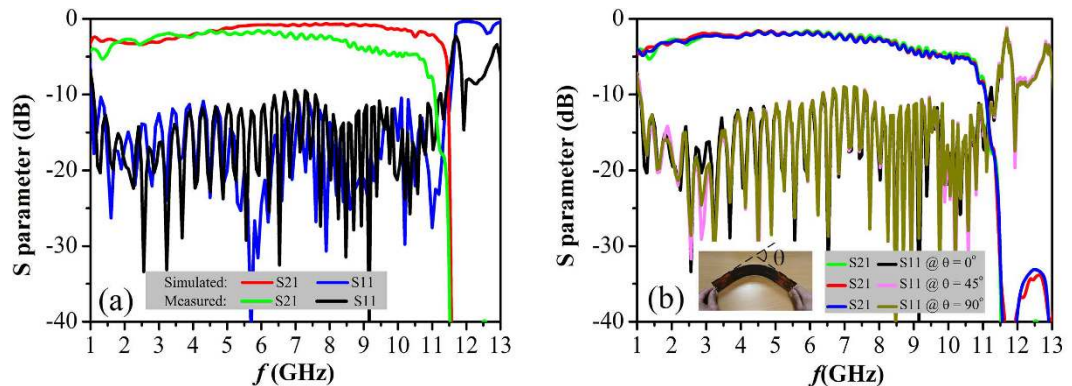 S parameter (dB)
0
-10
-20
-30
-40
(a)
Simulated: S21 S11
Measured: S21 S11
1 2 3 4 5 6 7 8 9 10 11 12 13
f (GHz)
S parameter (dB)
0
-10
-20
-30
-40
(b)
θ
S21 S11 @ θ = 0°
S21 S11 @ θ = 45°
S21 S11 @ θ = 90°
1 2 3 4 5 6 7 8 9 10 11 12 13
f(GHz)